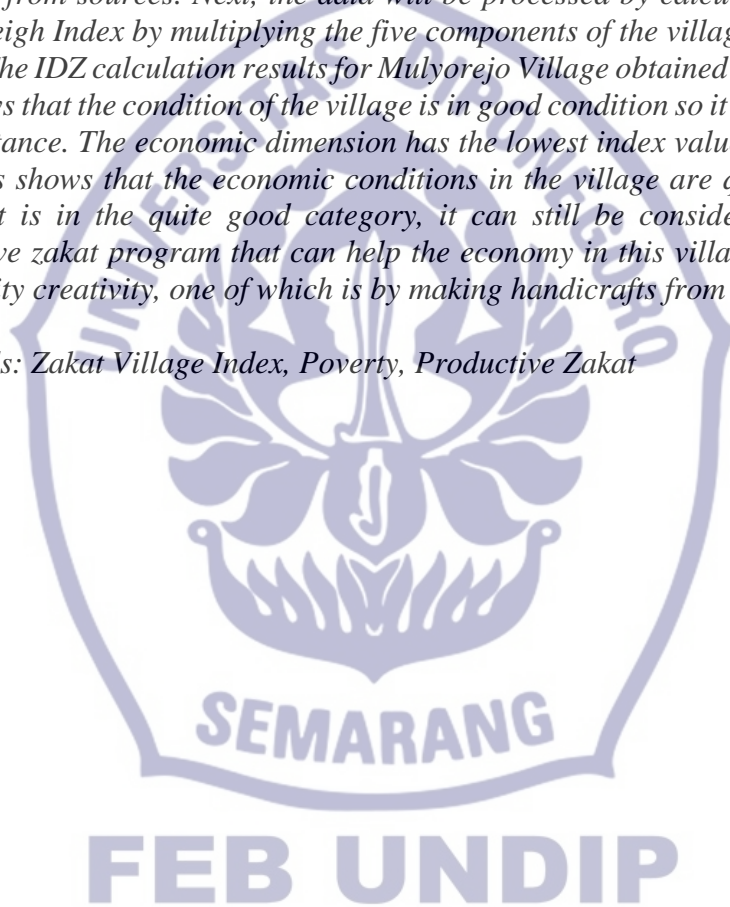 from sources. Next, the data will be processed by calcu
eigh Index by multiplying the five components of the villag
he IDZ calculation results for Mulyorejo Village obtained
s that the condition of the village is in good condition so it
tance. The economic dimension has the lowest index valu
s shows that the economic conditions in the village are q
t is in the quite good category, it can still be conside
ve zakat program that can help the economy in this villa
ity creativity, one of which is by making handicrafts from
s: Zakat Village Index, Poverty, Productive Zakat
UNIVERSITAS DIPONEGORO
SEMARANG
FEB UNDIP